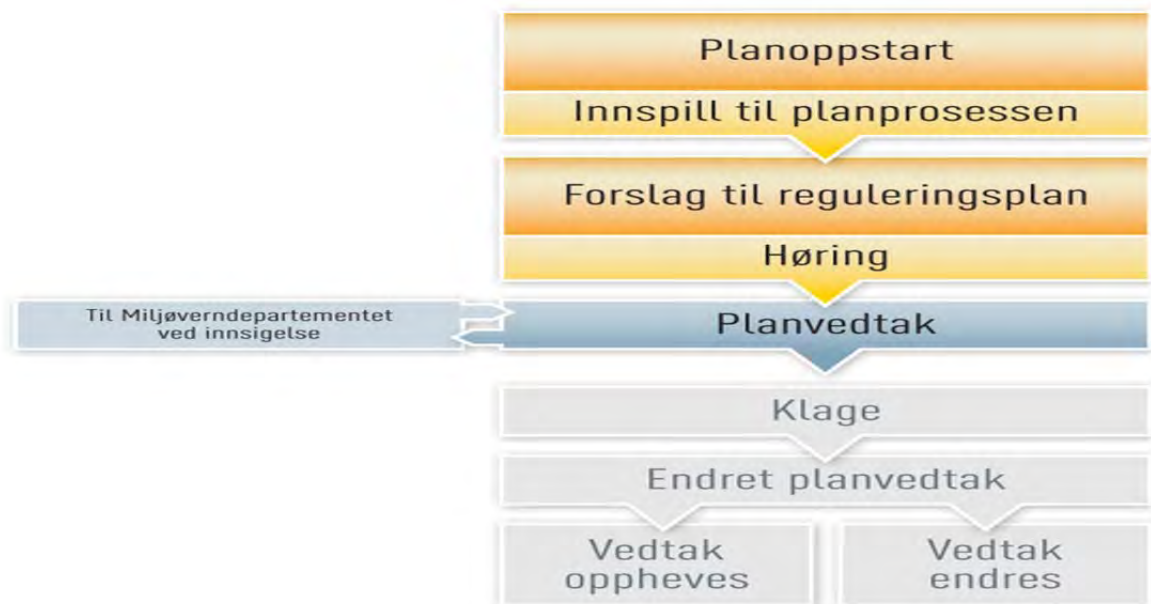 Planoppstart
Innspill til planprosessen
Forslag til reguleringsplan
Høring
Til Miljøverndepartementet
ved innsigelse
Planvedtak
Klage
Endret planvedtak
Vedtak
oppheves
Vedtak
endres